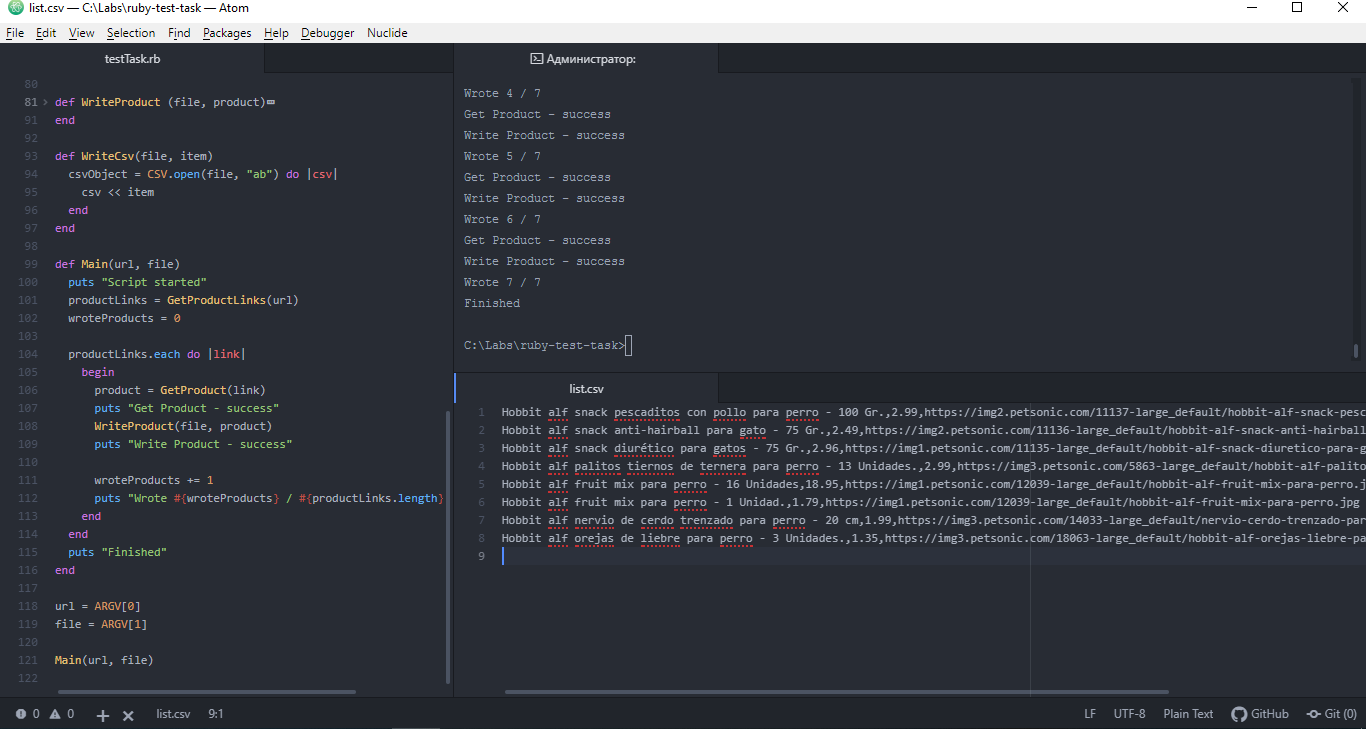 list.csv — C:\Labs\ruby-test-task — Atom
File Edit View Selection Find Packages Help Debugger Nuclide
testTask.rb
80
81 def WriteProduct (file, product)
91 end
92
93 def WriteCsv(file, item)
94 csvObject = CSV.open(file, "ab") do |csv|
95 csv << item
96 end
97 end
98
99 def Main(url, file)
100 puts "Script started"
101 productLinks = GetProductLinks(url)
102 wroteProducts = 0
103
104 productLinks.each do |link|
105 begin
106 product = GetProduct(link)
107 puts "Get Product - success"
108 WriteProduct(file, product)
109 puts "Write Product - success"
110
111 wroteProducts += 1
112 puts "Wrote #{wroteProducts} / #{productLinks.length}
113 end
114 end
115 puts "Finished"
116 end
117
118 url = ARGV[0]
119 file = ARGV[1]
120
121 Main(url, file)
122
Администратор:
Wrote 4 / 7
Get Product - success
Write Product - success
Wrote 5 / 7
Get Product - success
Write Product - success
Wrote 6 / 7
Get Product - success
Write Product - success
Wrote 7 / 7
Finished
C:\Labs\ruby-test-task>
list.csv
1 Hobbit alf snack pescaditos con pollo para perro - 100 Gr.,2.99,https://img2.petsonic.com/11137-large_default/hobbit-alf-snack-pesc
2 Hobbit alf snack anti-hairball para gato - 75 Gr.,2.49,https://img2.petsonic.com/11136-large_default/hobbit-alf-snack-anti-hairball
3 Hobbit alf snack diurético para gatos - 75 Gr.,2.96,https://img1.petsonic.com/11135-large_default/hobbit-alf-snack-diuretico-para-g
4 Hobbit alf palitos tiernos de ternera para perro - 13 Unidades.,2.99,https://img3.petsonic.com/5863-large_default/hobbit-alf-palito
5 Hobbit alf fruit mix para perro - 16 Unidades,18.95,https://img1.petsonic.com/12039-large_default/hobbit-alf-fruit-mix-para-perro.j
6 Hobbit alf fruit mix para perro - 1 Unidad.,1.79,https://img1.petsonic.com/12039-large_default/hobbit-alf-fruit-mix-para-perro.jpg
7 Hobbit alf nervio de cerdo trenzado para perro - 20 cm,1.99,https://img3.petsonic.com/14033-large_default/nervio-cerdo-trenzado-par
8 Hobbit alf orejas de liebre para perro - 3 Unidades.,1.35,https://img3.petsonic.com/18063-large_default/hobbit-alf-orejas-liebre-pa
9
0 0 + × list.csv 9:1 LF UTF-8 Plain Text GitHub Git (0)